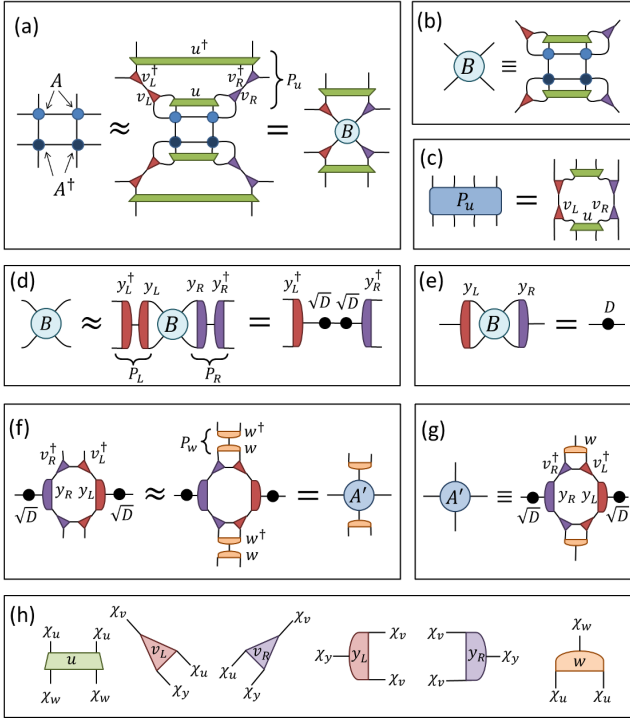 (a)
A
A†
≈
u†
v_L†
v_R†
v_L
u
v_R
P_u
=
B
(b)
B
≡
(c)
P_u
=
v_L
v_R
u
(d)
B
≈
y_L†
y_L
y_R
y_R†
B
P_L
P_R
=
y_L†
√D
√D
y_R†
(e)
y_L
y_R
B
=
D
(f)
v_R†
v_L†
y_R
y_L
√D
√D
≈
P_w
w†
w
w†
w
=
A'
(g)
A'
≡
w
v_R†
v_L†
y_R
y_L
√D
√D
(h)
χ_u χ_u
u
χ_w χ_w
χ_v
v_L
χ_u
χ_y
χ_v
v_R
χ_u
χ_y
χ_v
χ_y
y_L
χ_v
χ_v
y_R
χ_y
χ_v
χ_w
w
χ_u χ_u